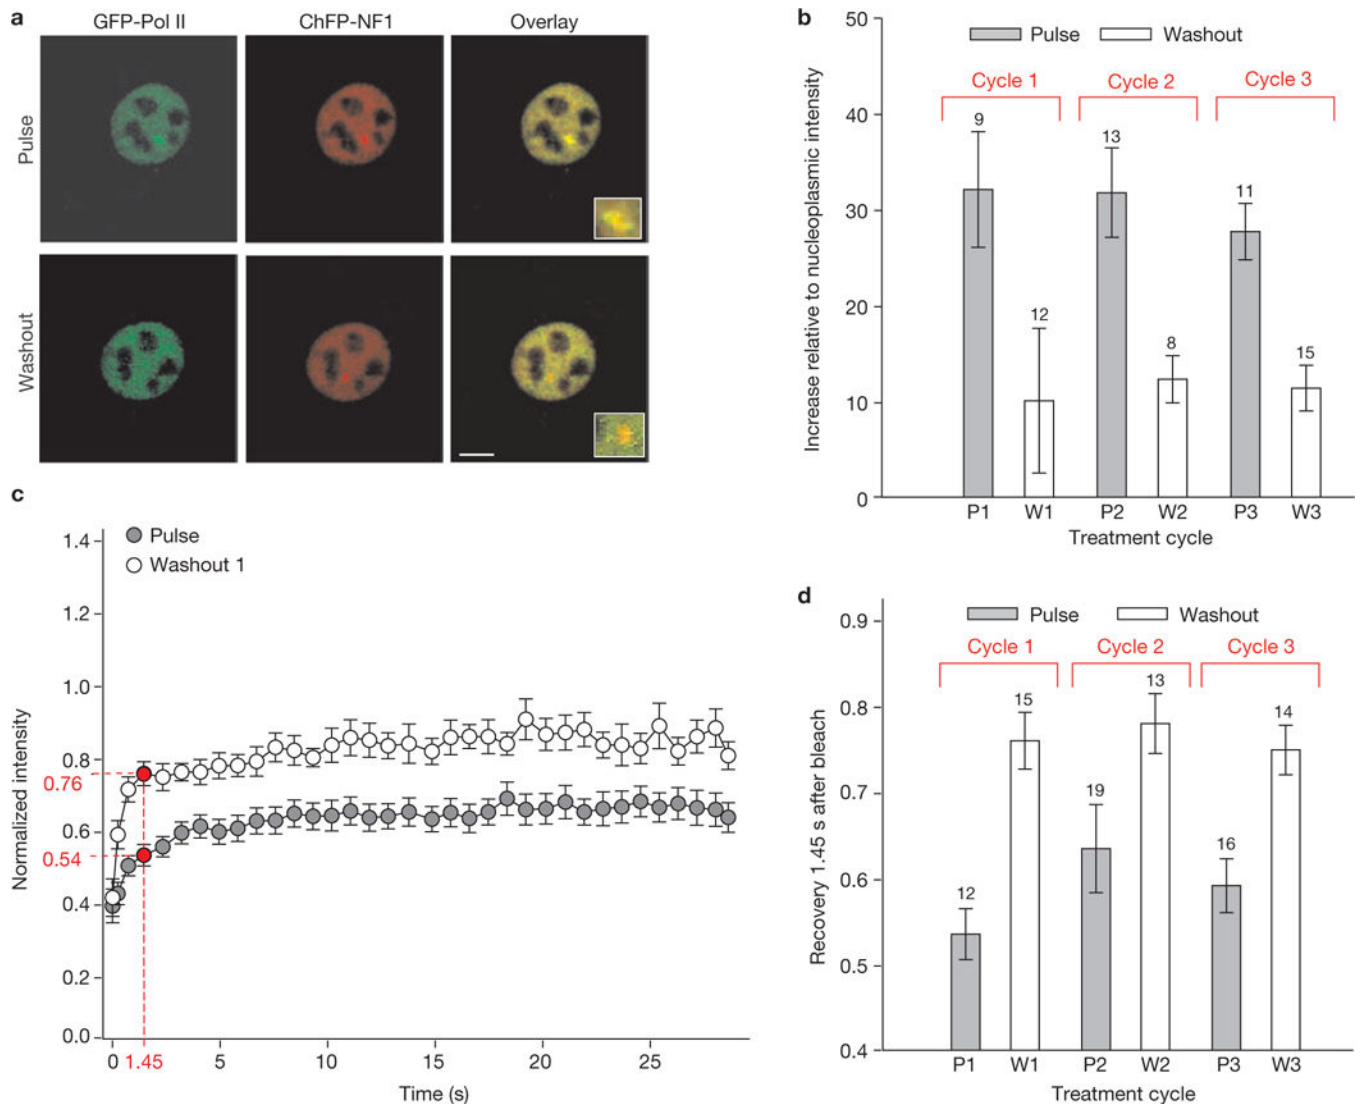 a
GFP-Pol II ChFP-NF1 Overlay
Pulse
Washout
b
Pulse Washout
Cycle 1 Cycle 2 Cycle 3
50
40
30
20
10
0
Increase relative to nucleoplasmic intensity
9 12 13 8 11 15
P1 W1 P2 W2 P3 W3
Treatment cycle
c
Pulse
Washout 1
1.4
1.2
1.0
0.8
0.76
0.6
0.54
0.4
0.2
0.0
Normalized intensity
0 1.45 5 10 15 20 25
Time (s)
d
Pulse Washout
Cycle 1 Cycle 2 Cycle 3
0.9
0.8
0.7
0.6
0.5
0.4
Recovery 1.45 s after bleach
12 15 19 13 16 14
P1 W1 P2 W2 P3 W3
Treatment cycle